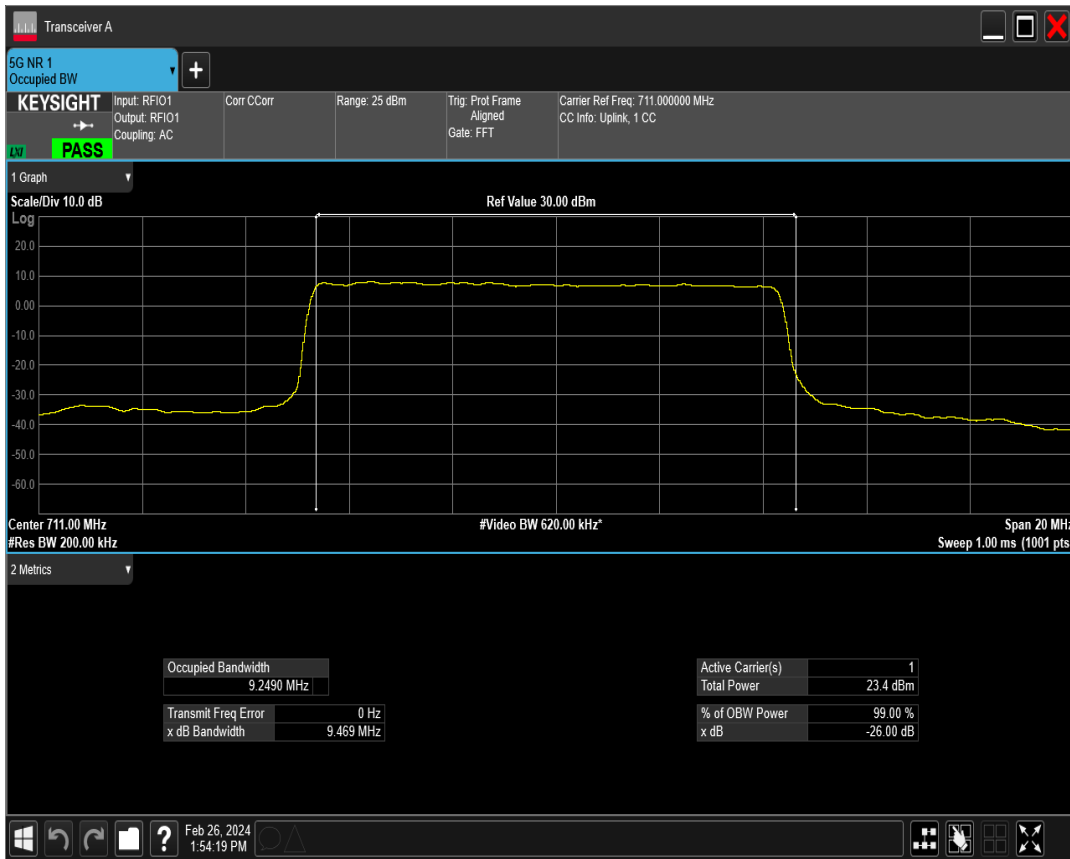 Transceiver A
5G NR 1
Occupied BW
KEYSIGHT
LXI
PASS
Input: RFIO1
Output: RFIO1
Coupling: AC
Corr CCorr
Range: 25 dBm
Trig: Prot Frame
Aligned
Gate: FFT
Carrier Ref Freq: 711.000000 MHz
CC Info: Uplink, 1 CC
1 Graph
Scale/Div 10.0 dB
Ref Value 30.00 dBm
Log
20.0
10.0
0.00
-10.0
-20.0
-30.0
-40.0
-50.0
-60.0
Center 711.00 MHz
#Video BW 620.00 kHz*
Span 20 MHz
#Res BW 200.00 kHz
Sweep 1.00 ms (1001 pts
2 Metrics
Occupied Bandwidth
9.2490 MHz
Transmit Freq Error 0 Hz
x dB Bandwidth 9.469 MHz
Active Carrier(s) 1
Total Power 23.4 dBm
% of OBW Power 99.00 %
x dB -26.00 dB
Feb 26, 2024
1:54:19 PM